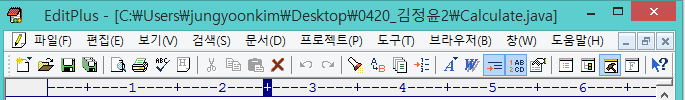 EditPlus - [C:₩Users₩jungyoonkim₩Desktop₩0420_김정윤2₩Calculate.java]
파일(F) 편집(E) 보기(V) 검색(S) 문서(D) 프로젝트(P) 도구(T) 브라우저(B) 창(W) 도움말(H)
ABC H A B W ABCD
----+----1----+----2----+----3----+----4----+----5----+----6----+